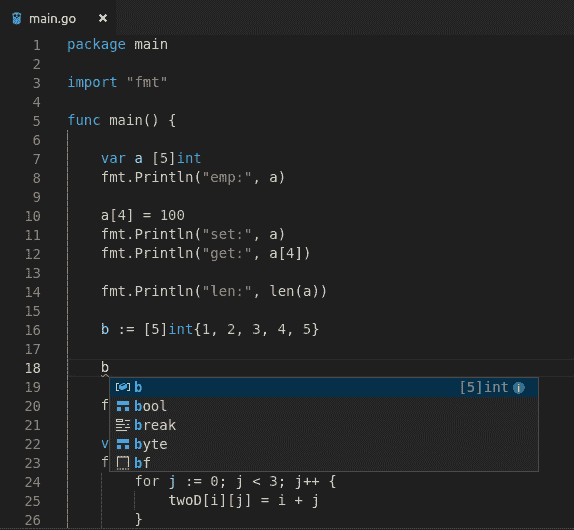 main.go ×
1 package main
2
3 import "fmt"
4
5 func main() {
6
7 var a [5]int
8 fmt.Println("emp:", a)
9
10 a[4] = 100
11 fmt.Println("set:", a)
12 fmt.Println("get:", a[4])
13
14 fmt.Println("len:", len(a))
15
16 b := [5]int{1, 2, 3, 4, 5}
17
18 b
19 b [5]int
20 f bool
21 break
22 v byte
23 f bf
24 for j := 0; j < 3; j++ {
25 twoD[i][j] = i + j
26 }